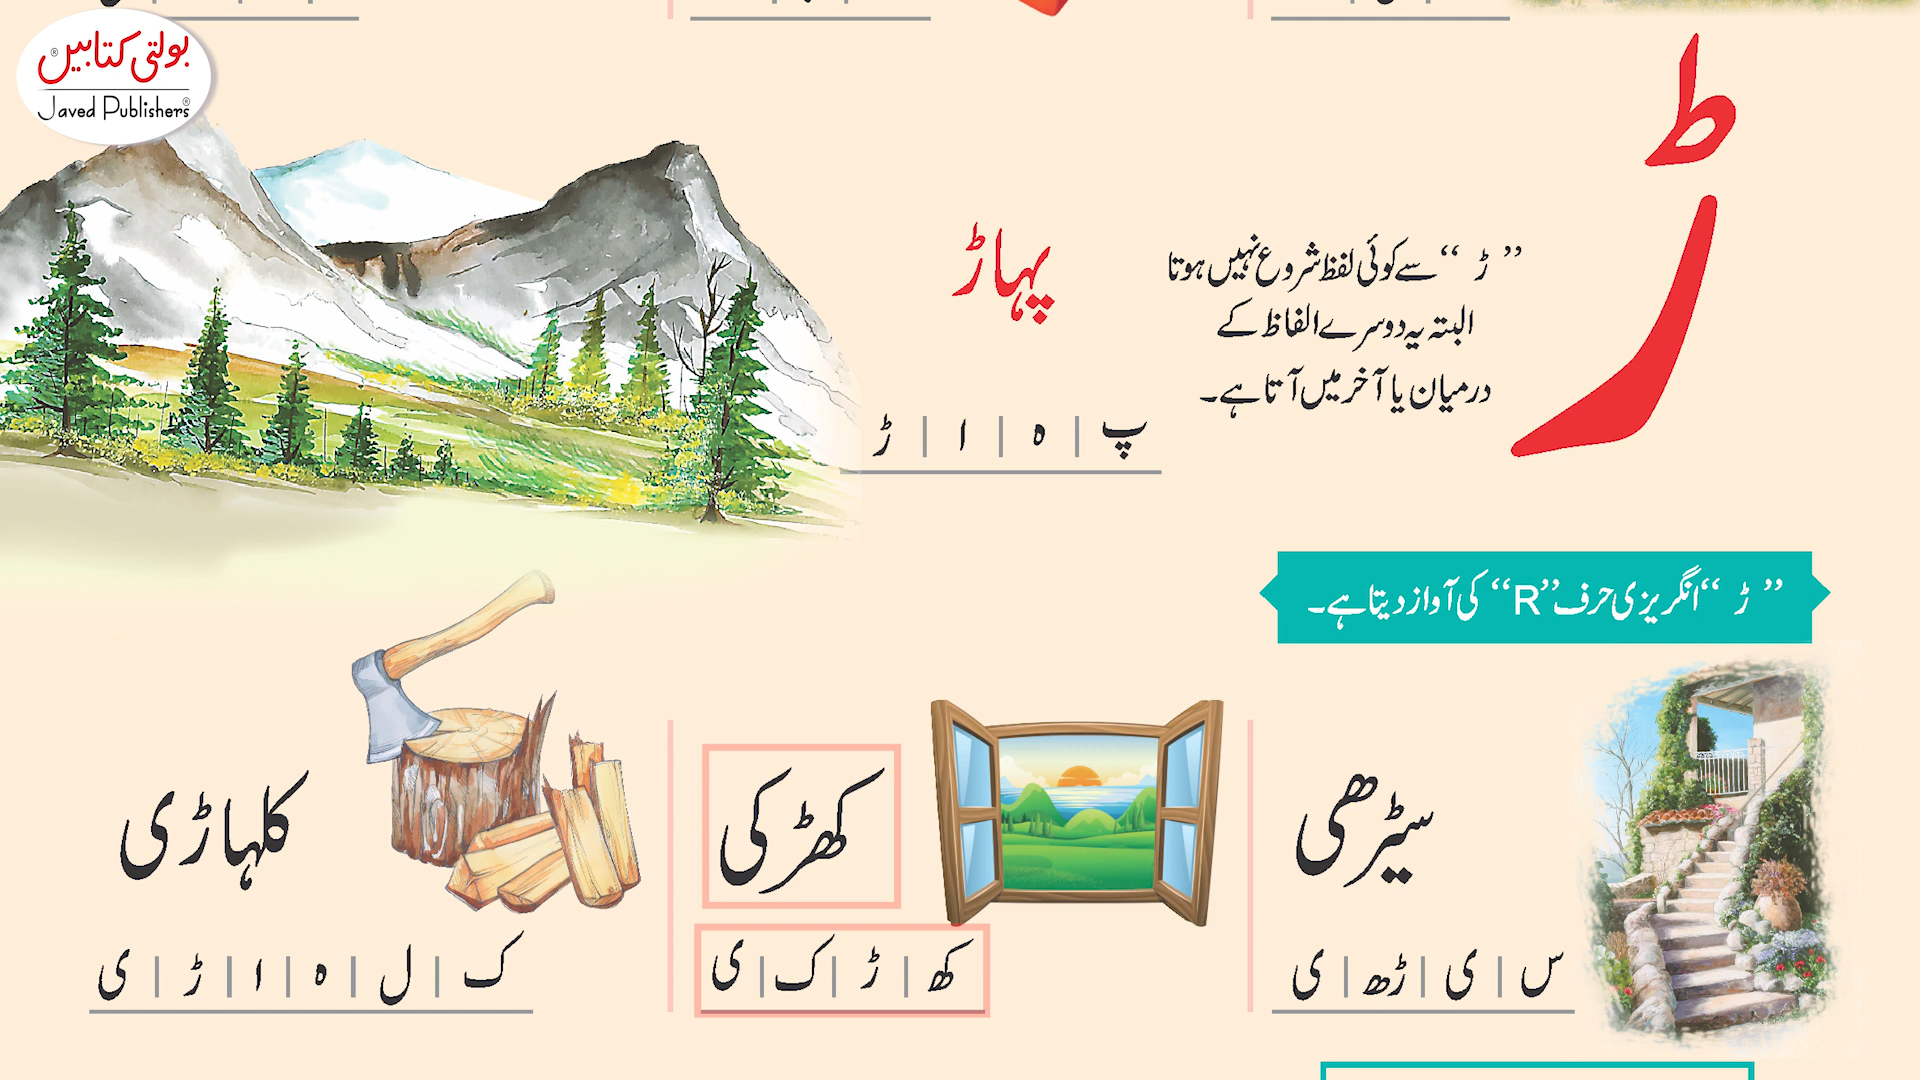 بولتی کتابیں®
Javed Publishers®
ڑ
” ڑ “ سے کوئی لفظ شروع نہیں ہوتا
البتہ یہ دوسرے الفاظ کے
درمیان یا آخر میں آتا ہے۔
پہاڑ
پ | ہ | ا | ڑ
” ڑ “ انگریزی حرف ”R“ کی آواز دیتا ہے۔
سیڑھی
س | ی | ڑھ | ی
کھڑکی
کھ | ڑ | ک | ی
کلہاڑی
ک | ل | ہ | ا | ڑ | ی